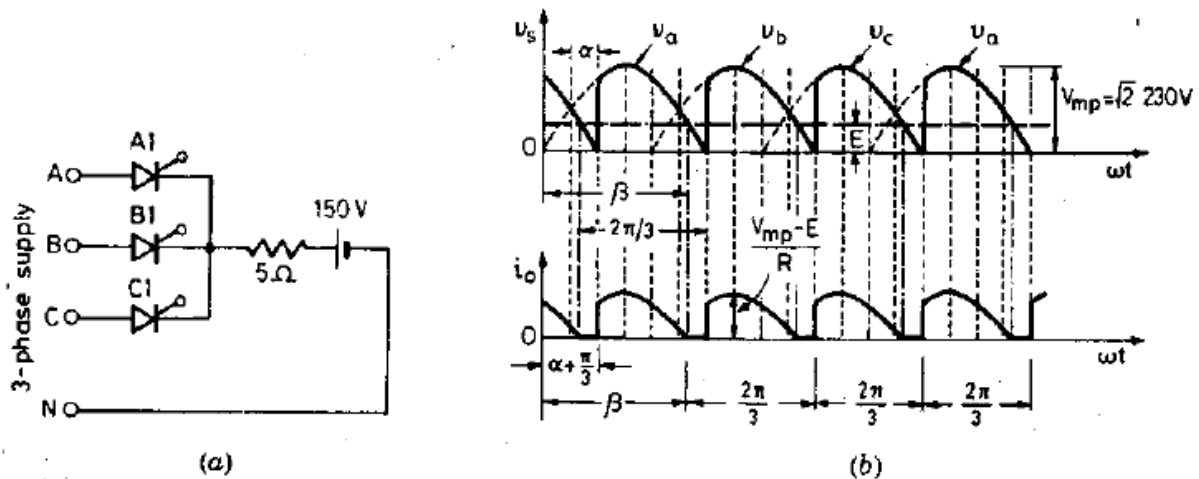 3-phase supply
A
A1
B
B1
C
C1
N
5Ω
150 V
(a)
υs
α
υa
υb
υc
υa
Vmp=√2 230V
E
0
ωt
β
2π/3
Vmp-E
R
io
0
ωt
α+π/3
β
2π/3
2π/3
2π/3
(b)